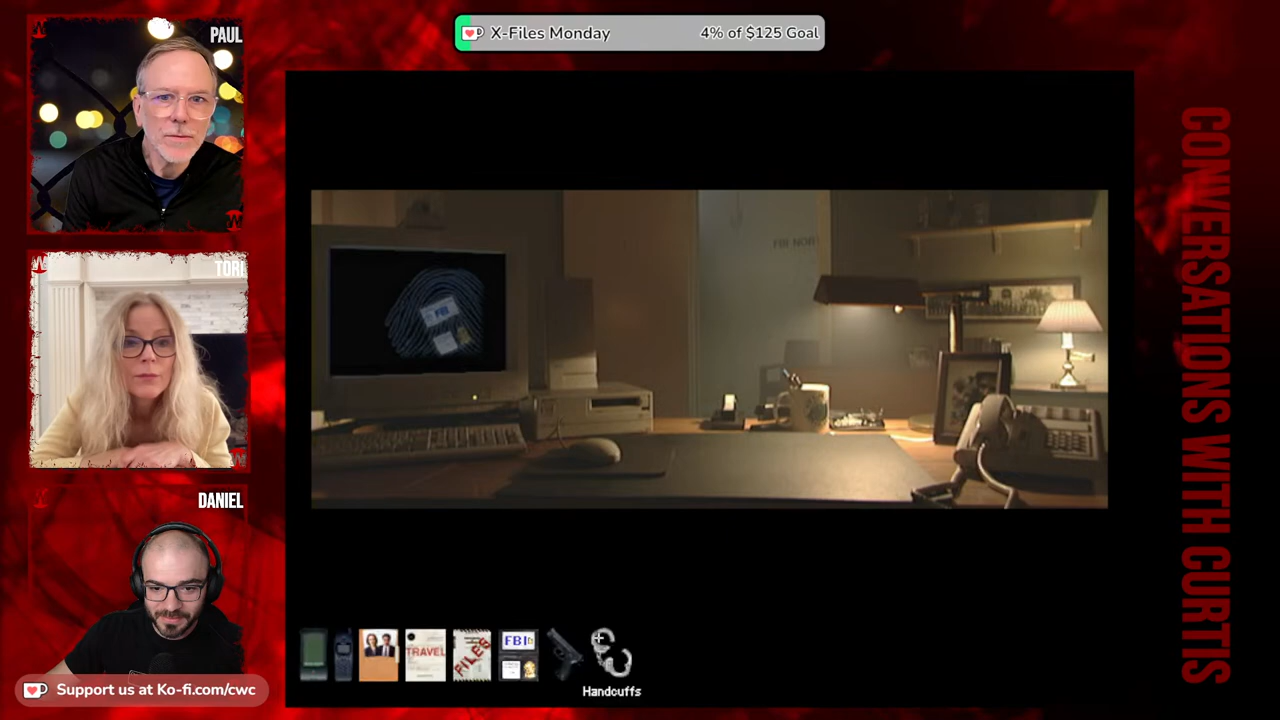 PAUL
X-Files Monday
4% of $125 Goal
TORI
DANIEL
CONVERSATIONS WITH CURTIS
FBI
TRAVEL
FILES
FBI
Handcuffs
Support us at Ko-fi.com/cwc